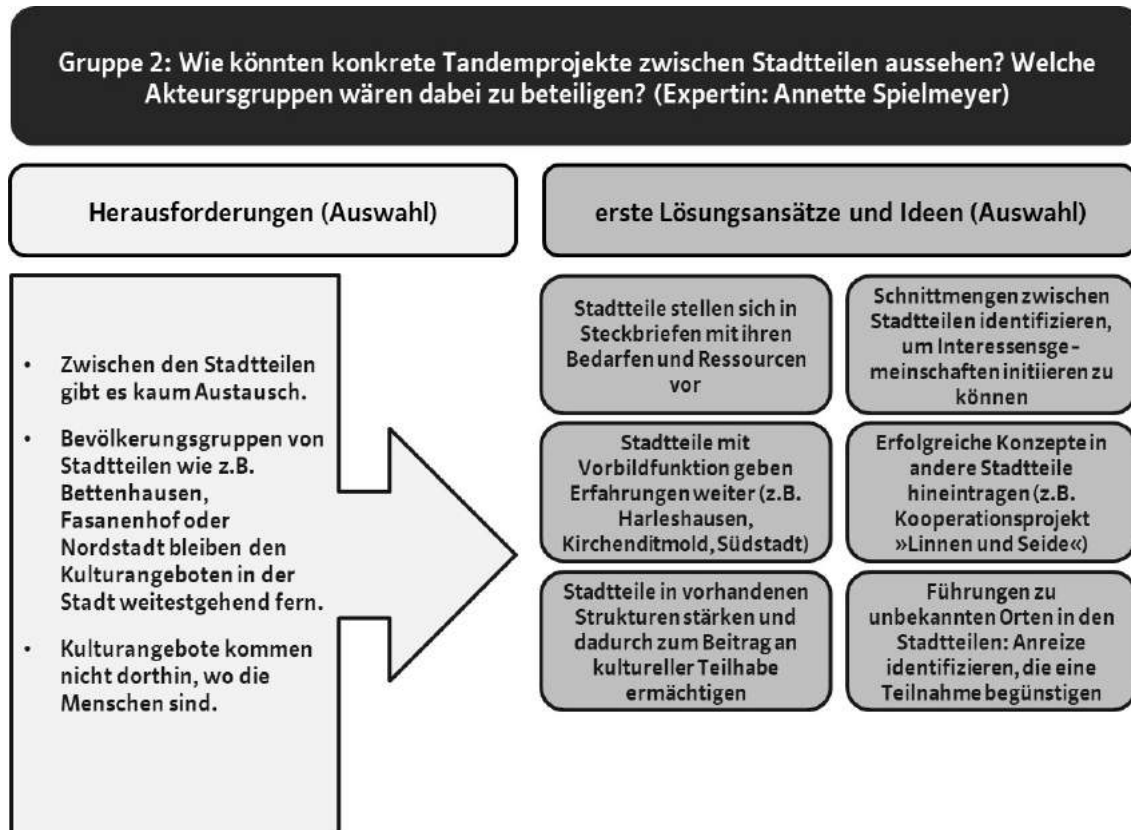 Gruppe 2: Wie könnten konkrete Tandemprojekte zwischen Stadtteilen aussehen? Welche
Akteursgruppen wären dabei zu beteiligen? (Expertin: Annette Spielmeyer)
Herausforderungen (Auswahl)
• Zwischen den Stadtteilen
gibt es kaum Austausch.
• Bevölkerungsgruppen von
Stadtteilen wie z.B.
Bettenhausen,
Fasanenhof oder
Nordstadt bleiben den
Kulturangeboten in der
Stadt weitestgehend fern.
• Kulturangebote kommen
nicht dorthin, wo die
Menschen sind.
erste Lösungsansätze und Ideen (Auswahl)
Stadtteile stellen sich in
Steckbriefen mit ihren
Bedarfen und Ressourcen
vor
Schnittmengen zwischen
Stadtteilen identifizieren,
um Interessensge-
meinschaften initiieren zu
können
Stadtteile mit
Vorbildfunktion geben
Erfahrungen weiter (z.B.
Harleshausen,
Kirchenditmold, Südstadt)
Erfolgreiche Konzepte in
andere Stadtteile
hineintragen (z.B.
Kooperationsprojekt
»Linnen und Seide«)
Stadtteile in vorhandenen
Strukturen stärken und
dadurch zum Beitrag an
kultureller Teilhabe
ermächtigen
Führungen zu
unbekannten Orten in den
Stadtteilen: Anreize
identifizieren, die eine
Teilnahme begünstigen